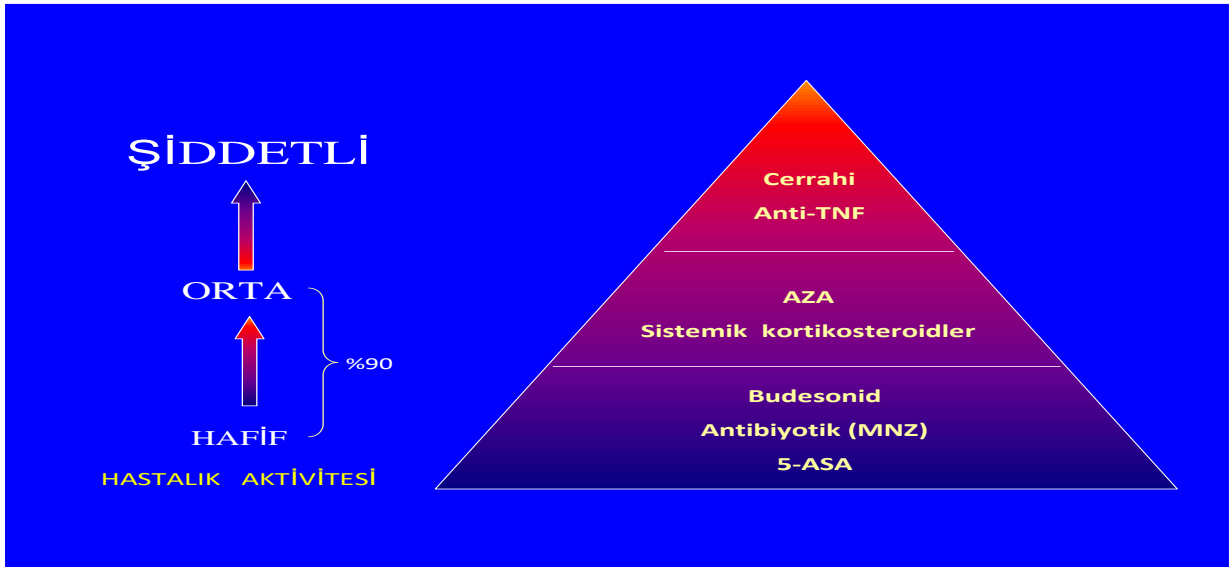 ŞİDDETLİ
ORTA
%90
HAFİF
HASTALIK AKTİVİTESİ
Cerrahi
Anti-TNF
AZA
Sistemik kortikosteroidler
Budesonid
Antibiyotik (MNZ)
5-ASA